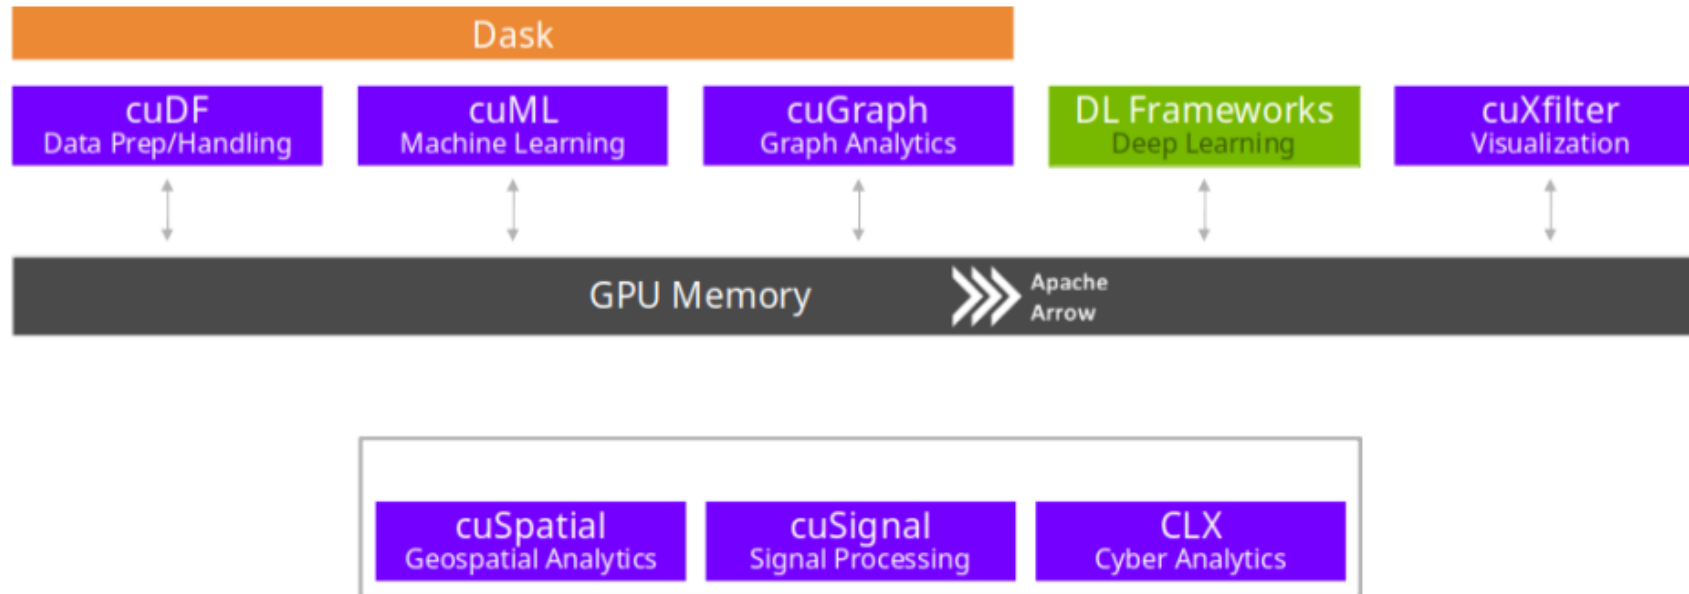 Dask
cuDF
Data Prep/Handling
cuML
Machine Learning
cuGraph
Graph Analytics
DL Frameworks
Deep Learning
cuXfilter
Visualization
GPU Memory
Apache
Arrow
cuSpatial
Geospatial Analytics
cuSignal
Signal Processing
CLX
Cyber Analytics